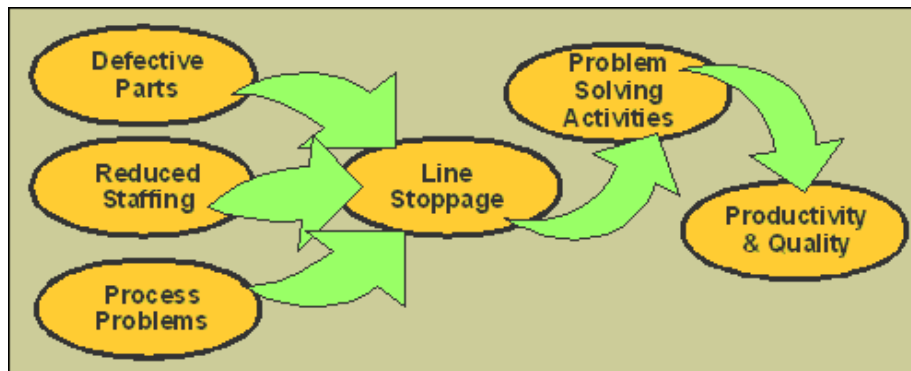 Defective
Parts
Reduced
Staffing
Process
Problems
Line
Stoppage
Problem
Solving
Activities
Productivity
& Quality